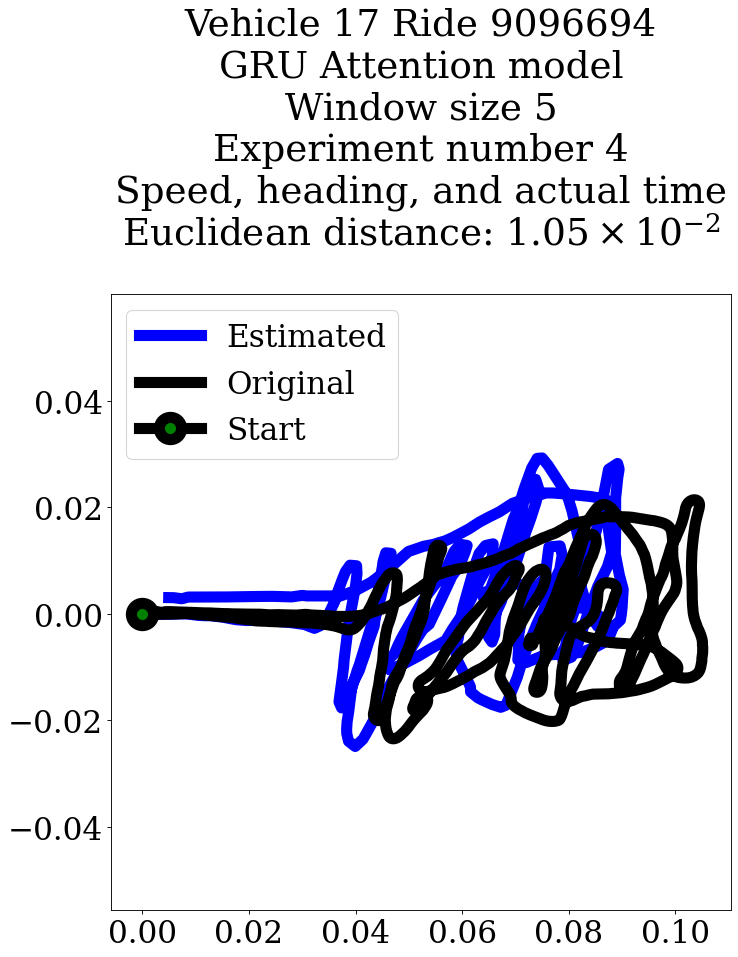 Vehicle 17 Ride 9096694
GRU Attention model
Window size 5
Experiment number 4
Speed, heading, and actual time
Euclidean distance: 1.05 × 10⁻²
Estimated
Original
Start
0.04
0.02
0.00
−0.02
−0.04
0.00 0.02 0.04 0.06 0.08 0.10